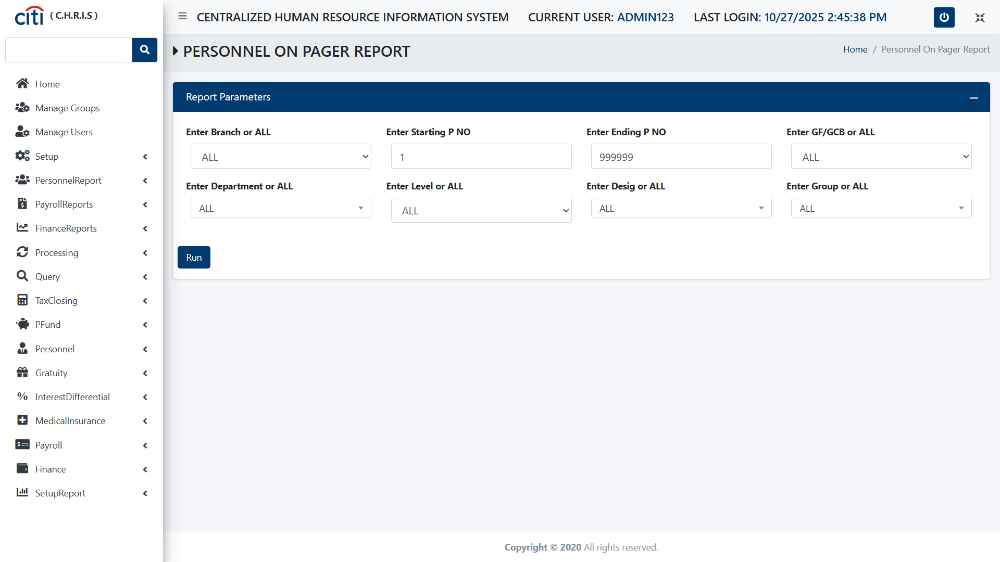 citi ( C.H.R.I.S )
CENTRALIZED HUMAN RESOURCE INFORMATION SYSTEM CURRENT USER: ADMIN123 LAST LOGIN: 10/27/2025 2:45:38 PM
PERSONNEL ON PAGER REPORT
Home / Personnel On Pager Report
Home
Manage Groups
Manage Users
Setup
PersonnelReport
PayrollReports
FinanceReports
Processing
Query
TaxClosing
PFund
Personnel
Gratuity
% InterestDifferential
MedicalInsurance
Payroll
Finance
SetupReport
Report Parameters
Enter Branch or ALL Enter Starting P NO Enter Ending P NO Enter GF/GCB or ALL
ALL 1 999999 ALL
Enter Department or ALL Enter Level or ALL Enter Desig or ALL Enter Group or ALL
ALL ALL ALL ALL
Run
Copyright © 2020 All rights reserved.